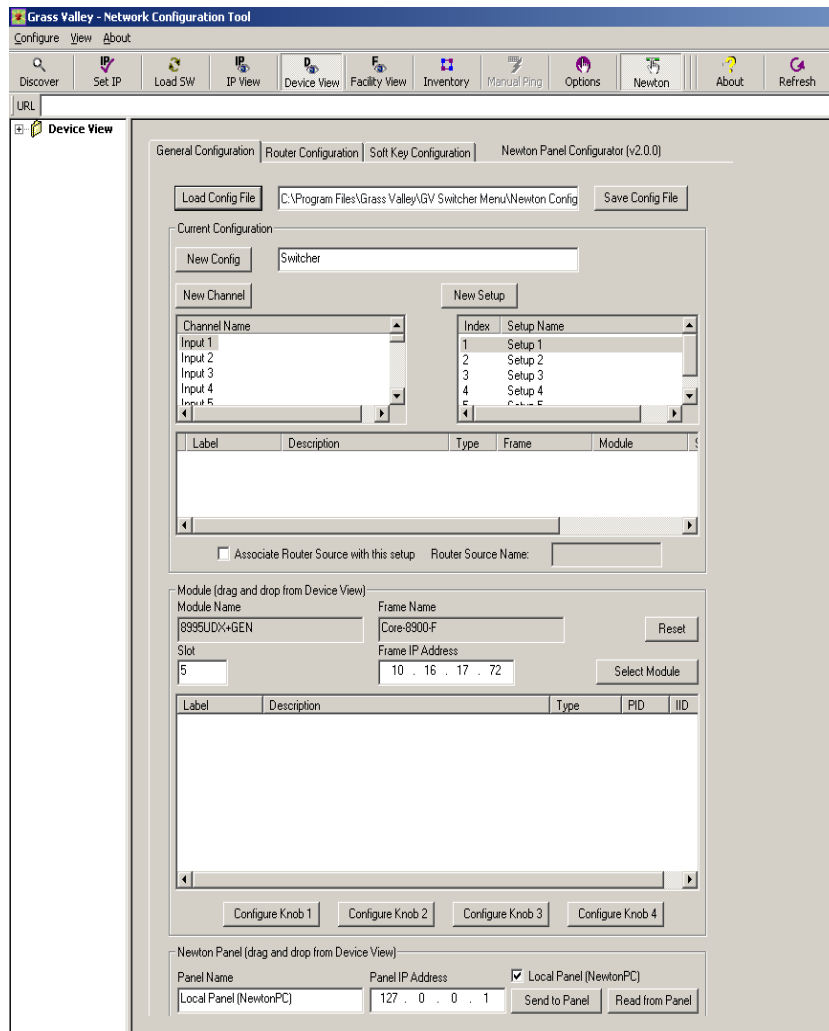 Grass Valley - Network Configuration Tool
Configure View About
Discover Set IP Load SW IP View Device View Facility View Inventory Manual Ping Options Newton About Refresh
URL
Device View
General Configuration Router Configuration Soft Key Configuration Newton Panel Configurator (v2.0.0)
Load Config File C:\Program Files\Grass Valley\GV Switcher Menu\Newton Config Save Config File
Current Configuration
New Config Switcher
New Channel New Setup
Channel Name Index Setup Name
Input 1 1 Setup 1
Input 2 2 Setup 2
Input 3 3 Setup 3
Input 4 4 Setup 4
Input 5 5 Setup 5
Label Description Type Frame Module
Associate Router Source with this setup Router Source Name:
Module (drag and drop from Device View)
Module Name Frame Name
8995UDX+GEN Core-8900-F Reset
Slot Frame IP Address
5 10 . 16 . 17 . 72 Select Module
Label Description Type PID IID
Configure Knob 1 Configure Knob 2 Configure Knob 3 Configure Knob 4
Newton Panel (drag and drop from Device View)
Panel Name Panel IP Address Local Panel (NewtonPC)
Local Panel (NewtonPC) 127 . 0 . 0 . 1 Send to Panel Read from Panel